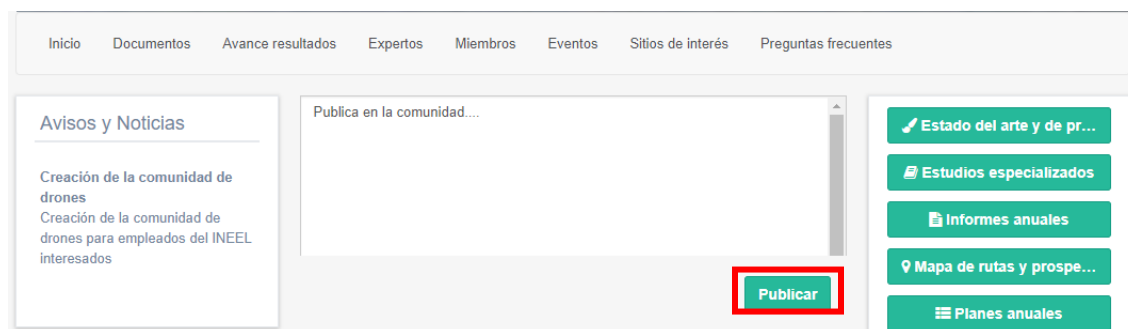 Inicio Documentos Avance resultados Expertos Miembros Eventos Sitios de interés Preguntas frecuentes
Avisos y Noticias
Creación de la comunidad de
drones
Creación de la comunidad de
drones para empleados del INEEL
interesados
Publica en la comunidad....
Publicar
Estado del arte y de pr...
Estudios especializados
Informes anuales
Mapa de rutas y prospe...
Planes anuales